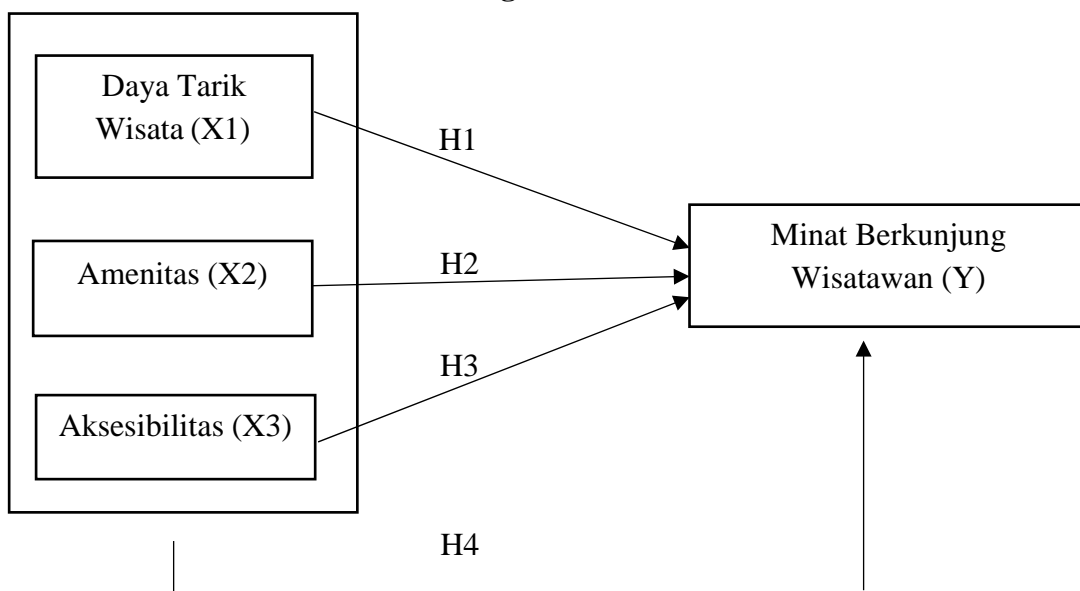 Daya Tarik
Wisata (X1)
H1
Minat Berkunjung
Wisatawan (Y)
Amenitas (X2)
H2
H3
Aksesibilitas (X3)
H4